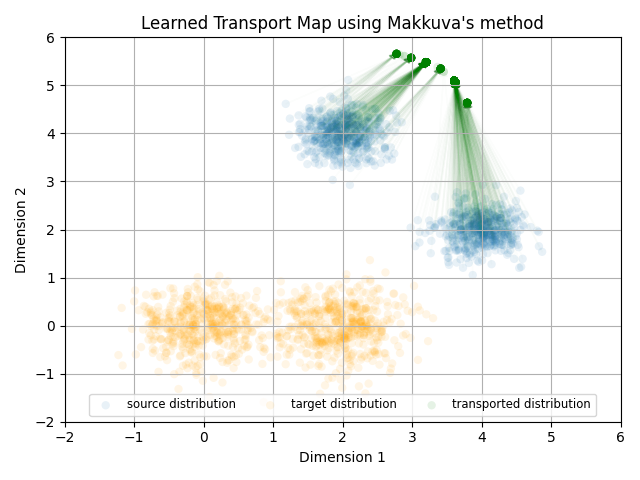 Learned Transport Map using Makkuva's method
6
5
4
3
2
1
0
−1
−2
Dimension 2
source distribution target distribution transported distribution
−2 −1 0 1 2 3 4 5 6
Dimension 1